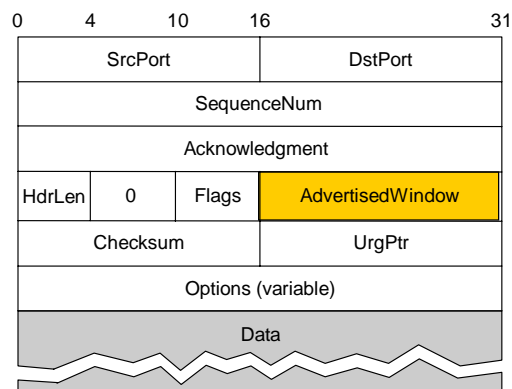 0 4 10 16 31
SrcPort DstPort
SequenceNum
Acknowledgment
HdrLen 0 Flags AdvertisedWindow
Checksum UrgPtr
Options (variable)
Data